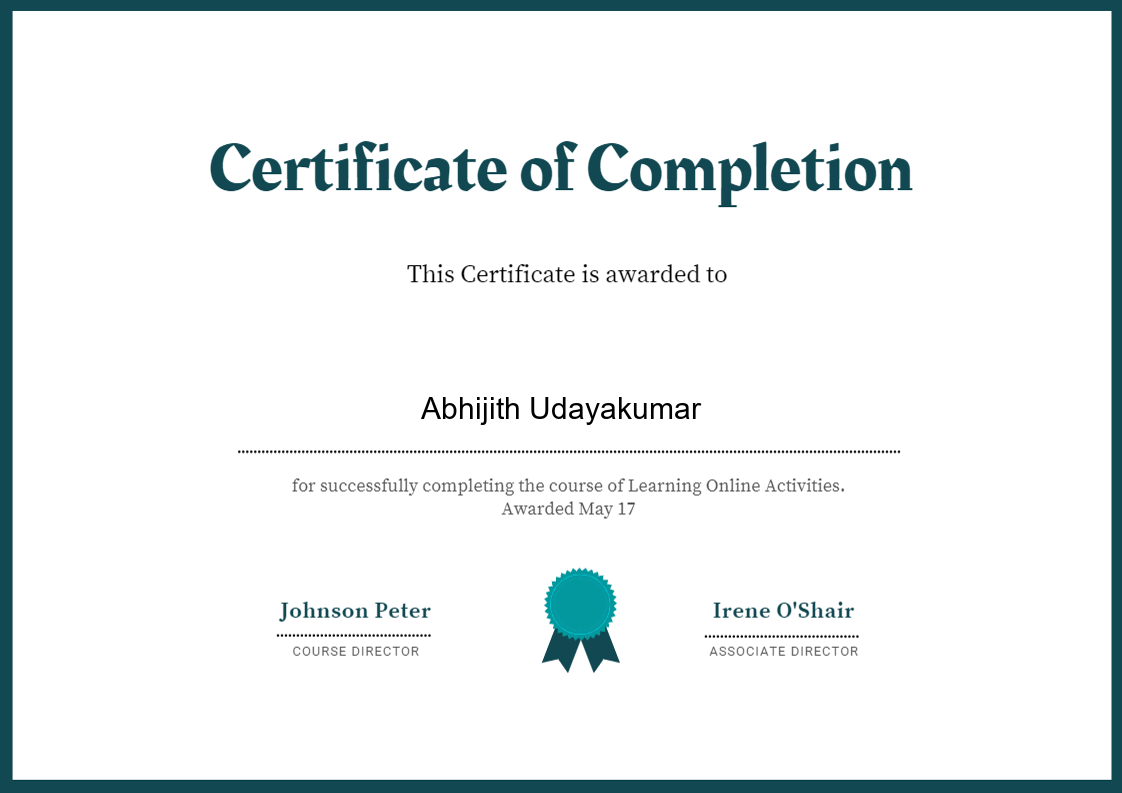 Certificate of Completion
This Certificate is awarded to
Abhijith Udayakumar
for successfully completing the course of Learning Online Activities.
Awarded May 17
Johnson Peter
COURSE DIRECTOR
Irene O'Shair
ASSOCIATE DIRECTOR